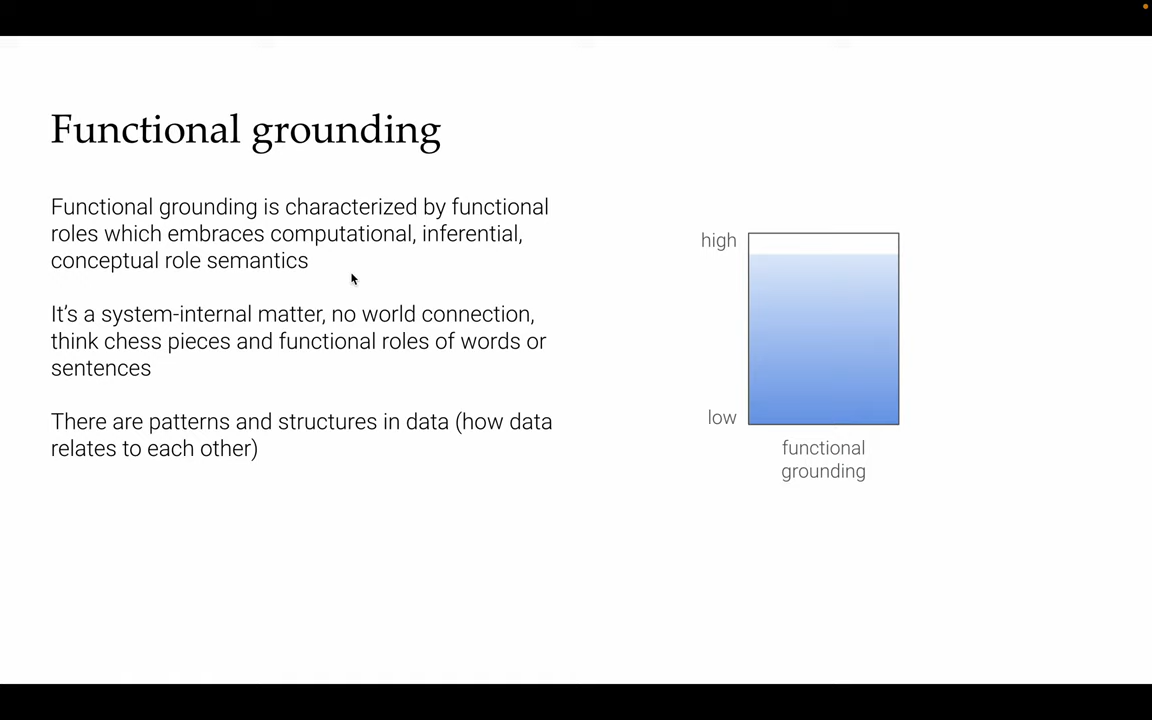 Functional grounding
Functional grounding is characterized by functional
roles which embraces computational, inferential,
conceptual role semantics
It’s a system-internal matter, no world connection,
think chess pieces and functional roles of words or
sentences
There are patterns and structures in data (how data
relates to each other)
high
low
functional
grounding